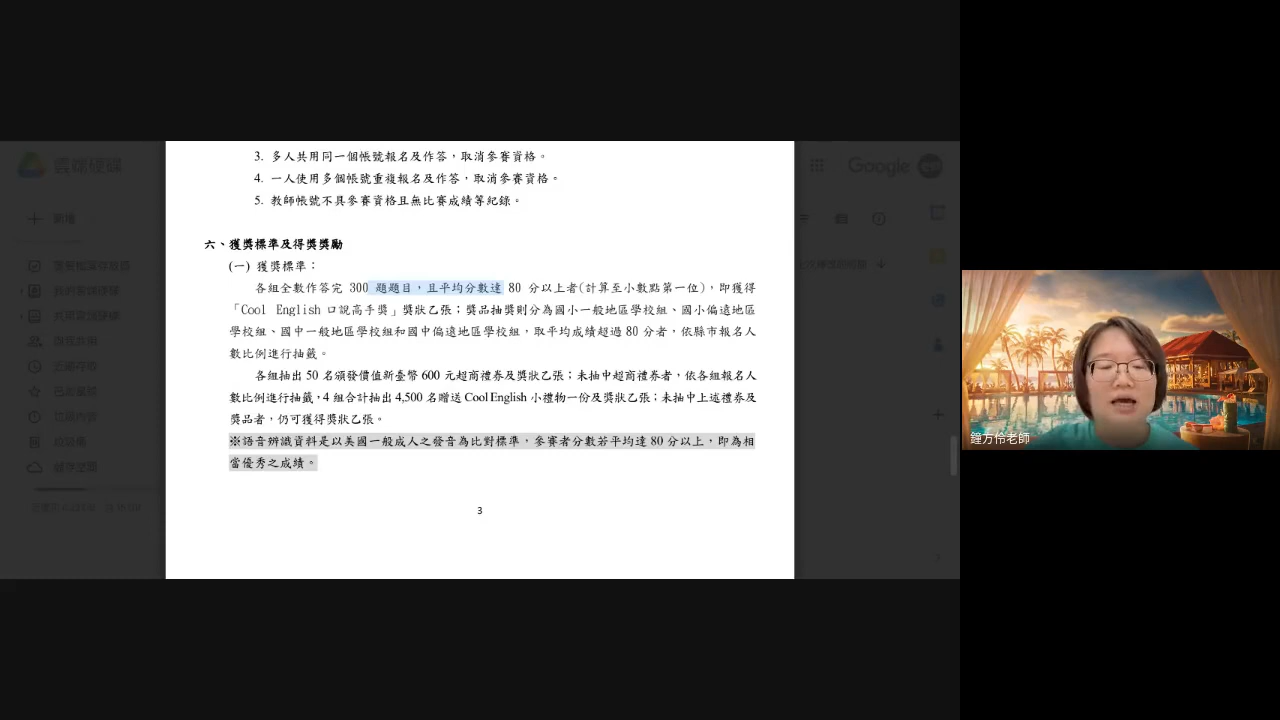 3. 多人共用同一個帳號報名及作答，取消參賽資格。
4. 一人使用多個帳號重複報名及作答，取消參賽資格。
5. 教師帳號不具參賽資格且無比賽成績等紀錄。
六、獲獎標準及得獎獎勵
(一) 獲獎標準：
各組全數作答完 300 題題目，且平均分數達 80 分以上者(計算至小數點第一位)，即獲得
「Cool English 口說高手獎」獎狀乙張；獎品抽獎則分為國小一般地區學校組、國小偏遠地區
學校組、國中一般地區學校組和國中偏遠地區學校組，取平均成績超過 80 分者，依縣市報名人
數比例進行抽籤。
各組抽出 50 名頒發價值新臺幣 600 元超商禮券及獎狀乙張；未抽中超商禮券者，依各組報名人
數比例進行抽籤，4 組合計抽出 4,500 名贈送 Cool English 小禮物一份及獎狀乙張；未抽中上述禮券及
獎品者，仍可獲得獎狀乙張。
※語音辨識資料是以美國一般成人之發音為比對標準，參賽者分數若平均達 80 分以上，即為相
當優秀之成績。
3
Google
新增
儲存空間
鐘方伶老師